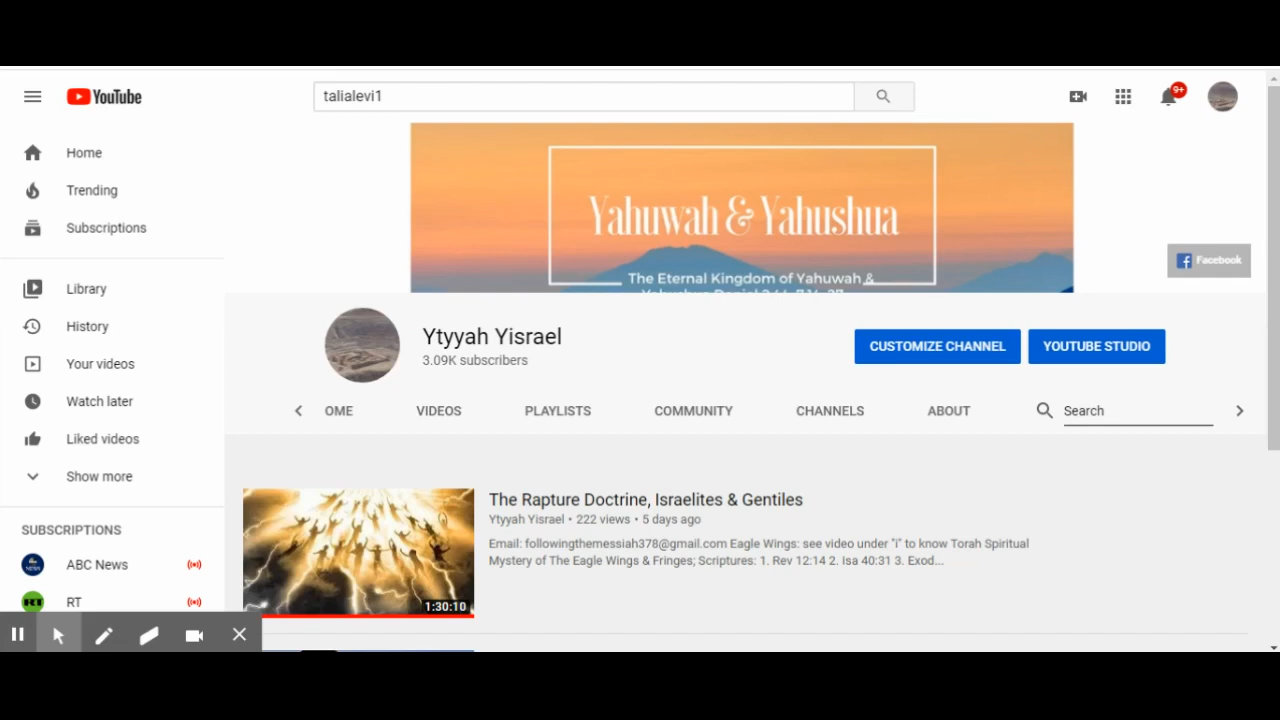 YouTube
talialevi1
9+
Home
Trending
Subscriptions
Library
History
Your videos
Watch later
Liked videos
Show more
SUBSCRIPTIONS
ABC News
RT
RT
Yahuwah & Yahushua
The Eternal Kingdom of Yahuwah &
Facebook
Ytyyah Yisrael
3.09K subscribers
CUSTOMIZE CHANNEL
YOUTUBE STUDIO
OME
VIDEOS
PLAYLISTS
COMMUNITY
CHANNELS
ABOUT
Search
The Rapture Doctrine, Israelites & Gentiles
Ytyyah Yisrael • 222 views • 5 days ago
Email: followingthemessiah378@gmail.com Eagle Wings: see video under "i" to know Torah Spiritual
Mystery of The Eagle Wings & Fringes; Scriptures: 1. Rev 12:14 2. Isa 40:31 3. Exod...
1:30:10